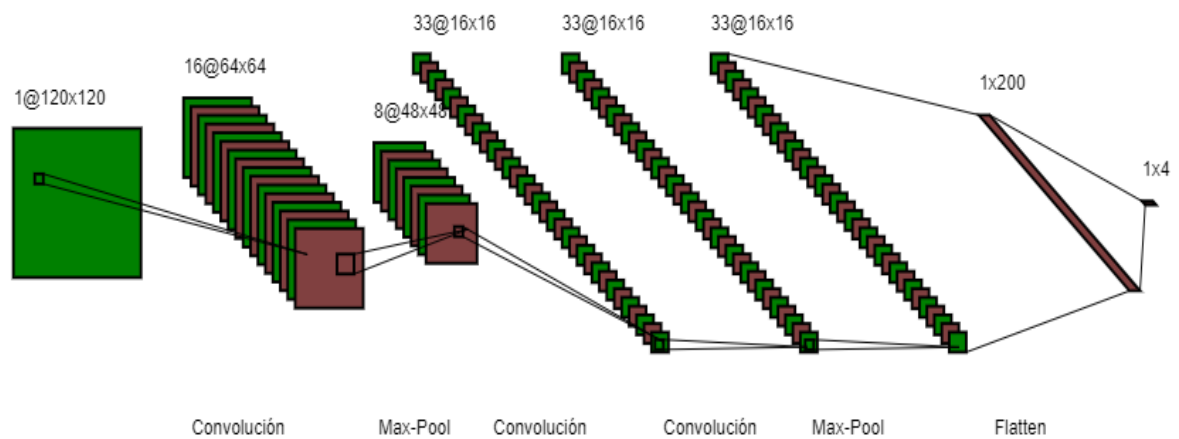 33@16x16
33@16x16
33@16x16
16@64x64
1x200
1@120x120
8@48x48
1x4
Convolución
Max-Pool
Convolución
Convolución
Max-Pool
Flatten